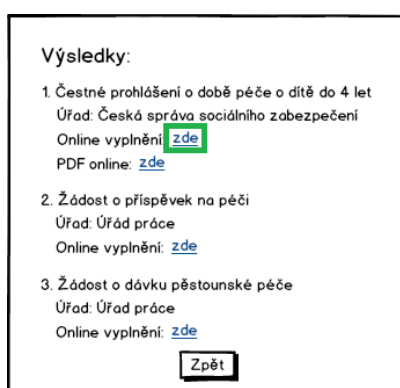 Výsledky:
1. Čestné prohlášení o době péče o dítě do 4 let
Úřad: Česká správa sociálního zabezpečení
Online vyplnění: zde
PDF online: zde
2. Žádost o příspěvek na péči
Úřad: Úřád práce
Online vyplnění: zde
3. Žádost o dávku pěstounské péče
Úřad: Úřad práce
Online vyplnění: zde
Zpět